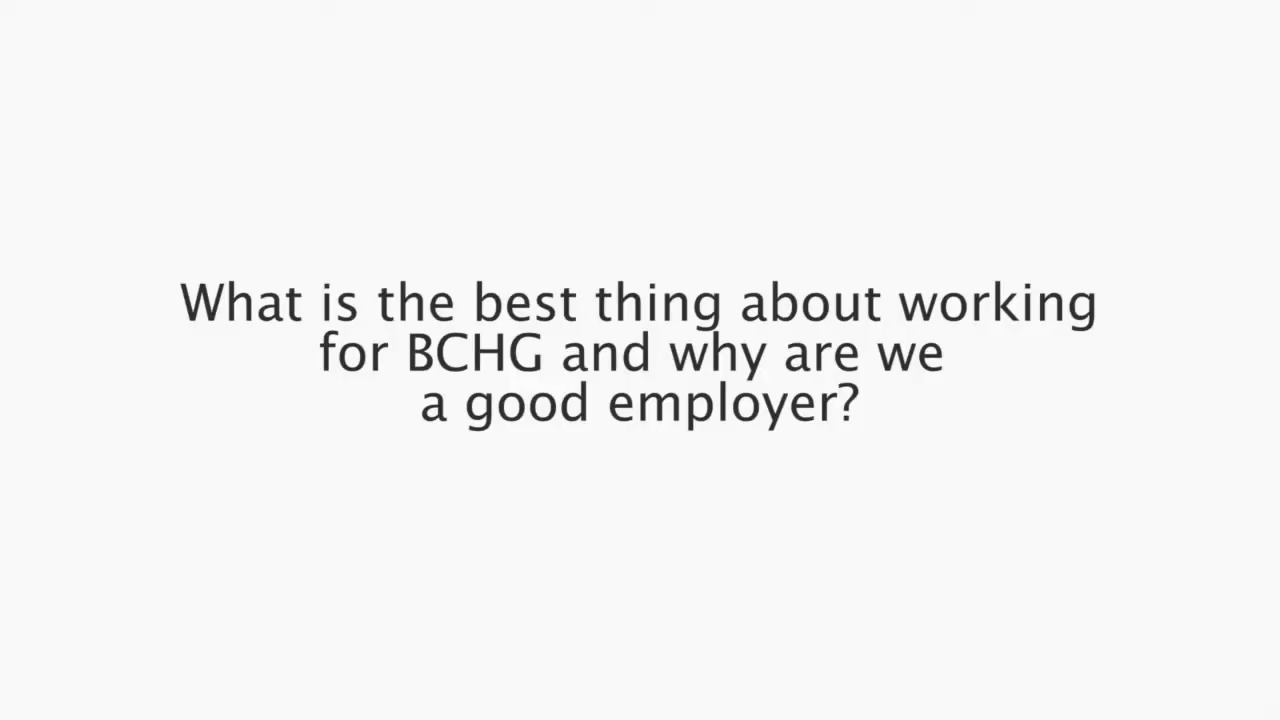 What is the best thing about working
for BCHG and why are we
a good employer?